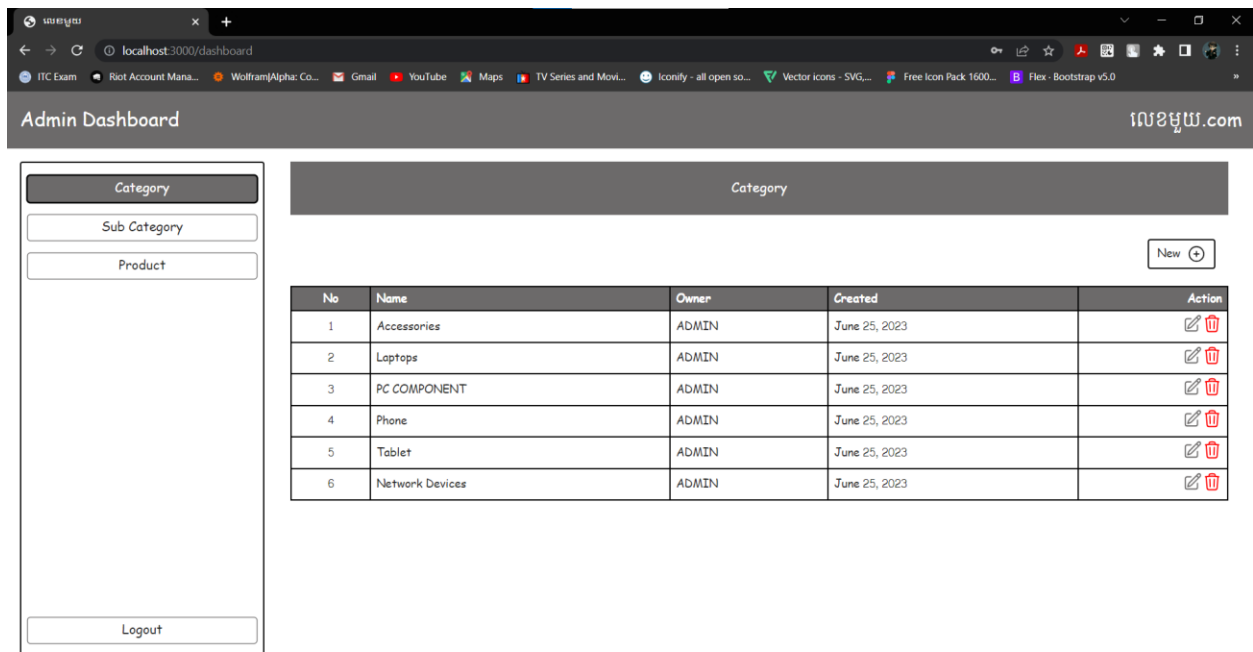 លេខមួយ
localhost:3000/dashboard
ITC Exam Riot Account Mana... Wolfram|Alpha: Co... Gmail YouTube Maps TV Series and Movi... Iconify - all open so... Vector icons - SVG,... Free Icon Pack 1600... Flex · Bootstrap v5.0 »
Admin Dashboard លេខមួយ.com
Category
Sub Category
Product
Logout
Category
New
No Name Owner Created Action
1 Accessories ADMIN June 25, 2023
2 Laptops ADMIN June 25, 2023
3 PC COMPONENT ADMIN June 25, 2023
4 Phone ADMIN June 25, 2023
5 Tablet ADMIN June 25, 2023
6 Network Devices ADMIN June 25, 2023